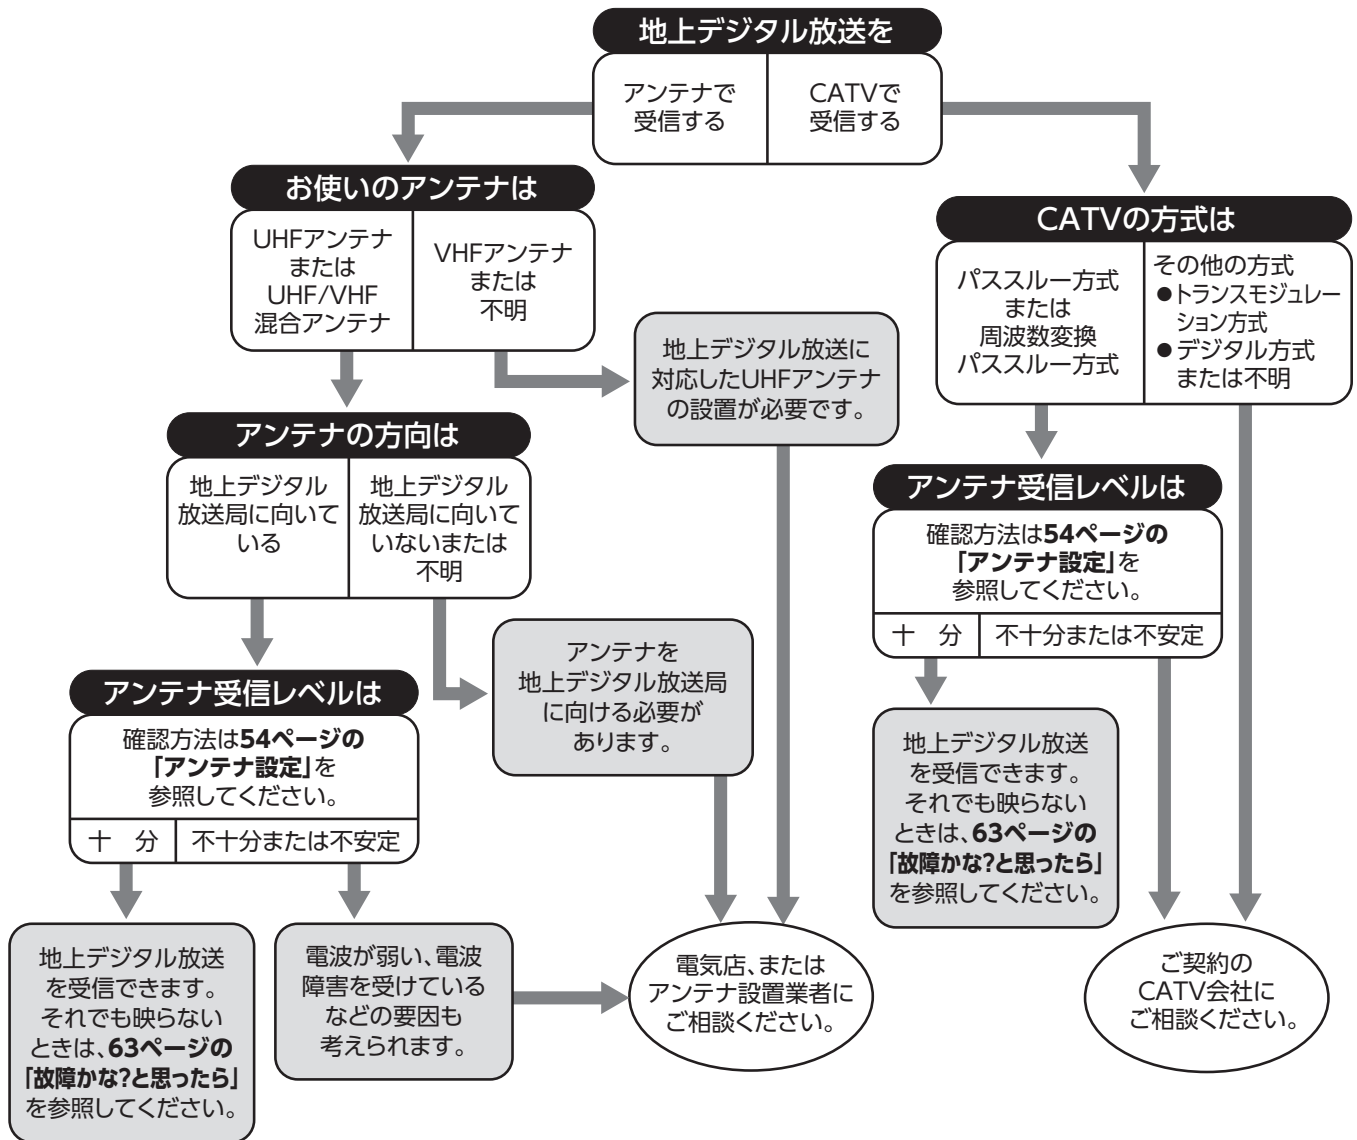 地上デジタル放送を
アンテナで
受信する
CATVで
受信する
お使いのアンテナは
UHFアンテナ
または
UHF/VHF
混合アンテナ
VHFアンテナ
または
不明
地上デジタル放送に
対応したUHFアンテナ
の設置が必要です。
アンテナの方向は
地上デジタル
放送局に向いて
いる
地上デジタル
放送局に向いて
いないまたは
不明
アンテナを
地上デジタル放送局
に向ける必要が
あります。
アンテナ受信レベルは
確認方法は54ページの
「アンテナ設定」を
参照してください。
十 分
不十分または不安定
地上デジタル放送
を受信できます。
それでも映らない
ときは、63ページの
「故障かな?と思ったら」
を参照してください。
電波が弱い、電波
障害を受けている
などの要因も
考えられます。
電気店、または
アンテナ設置業者に
ご相談ください。
CATVの方式は
パススルー方式
または
周波数変換
パススルー方式
その他の方式
●トランスモジュレー
ション方式
●デジタル方式
または不明
アンテナ受信レベルは
確認方法は54ページの
「アンテナ設定」を
参照してください。
十 分
不十分または不安定
地上デジタル放送
を受信できます。
それでも映らない
ときは、63ページの
「故障かな?と思ったら」
を参照してください。
ご契約の
CATV会社に
ご相談ください。